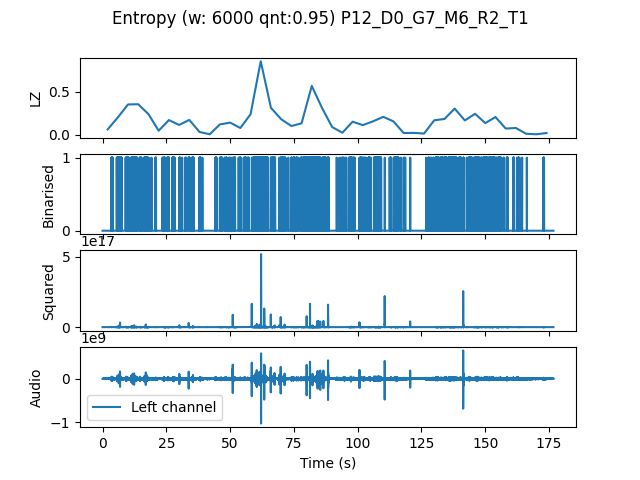 Entropy (w: 6000 qnt:0.95) P12_D0_G7_M6_R2_T1
LZ
0.5
0.0
Binarised
1
0
1e17
Squared
5
0
1e9
Audio
0
−1
Left channel
0 25 50 75 100 125 150 175
Time (s)